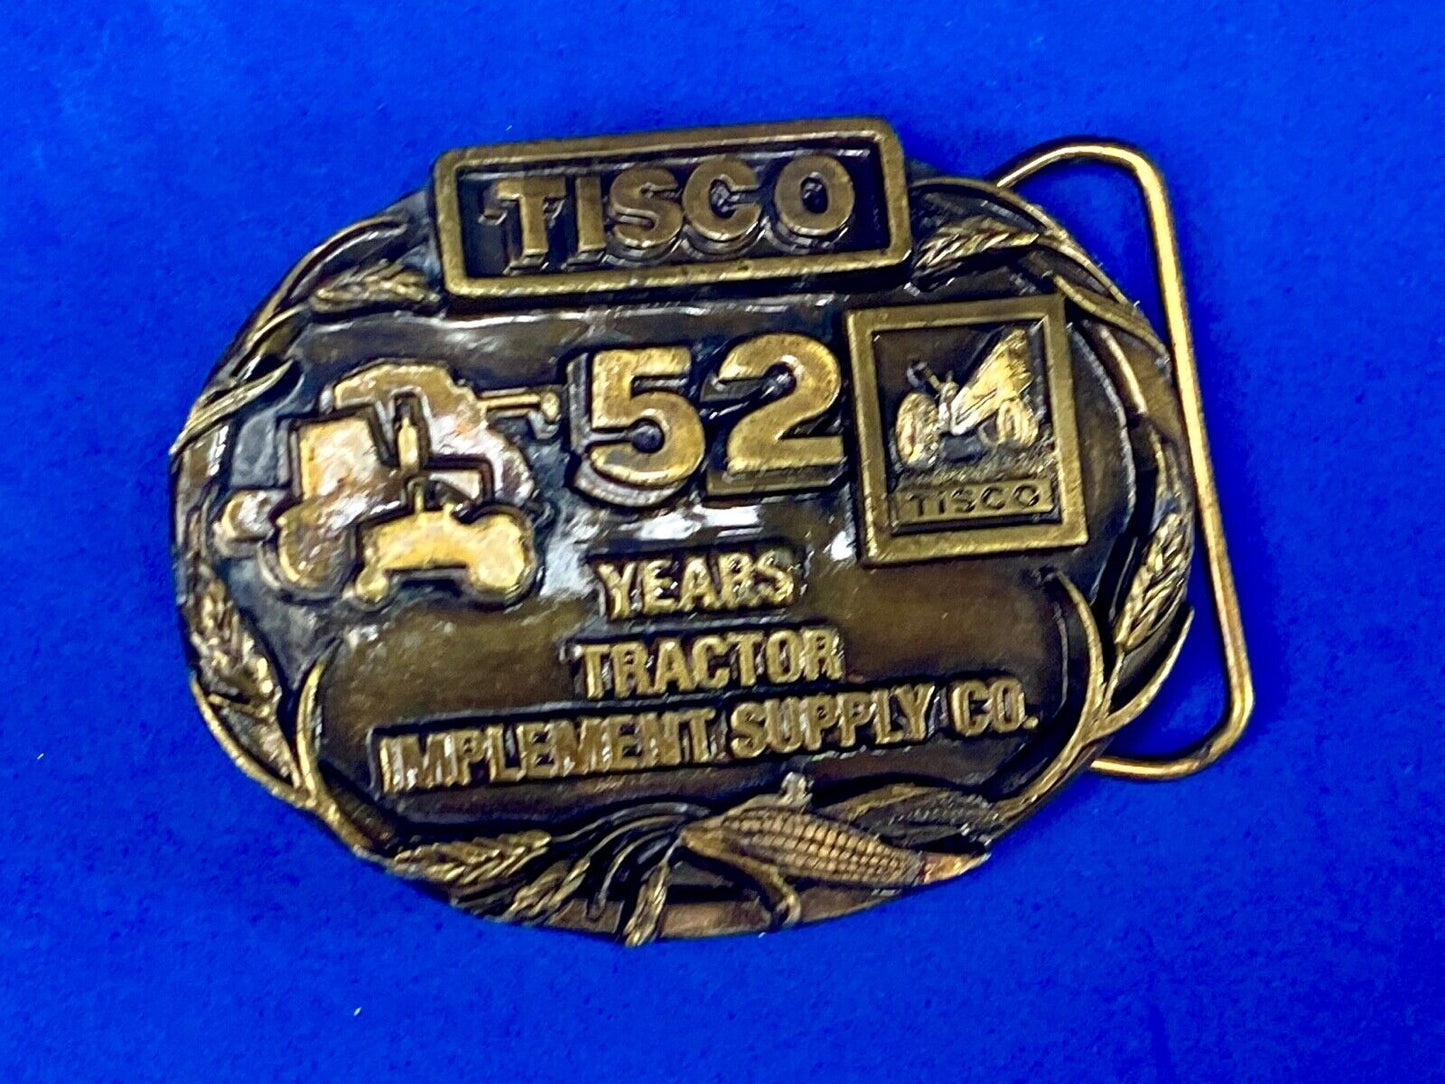 TISCO
52
TISCO
YEARS
TRACTOR
IMPLEMENT SUPPLY CO.